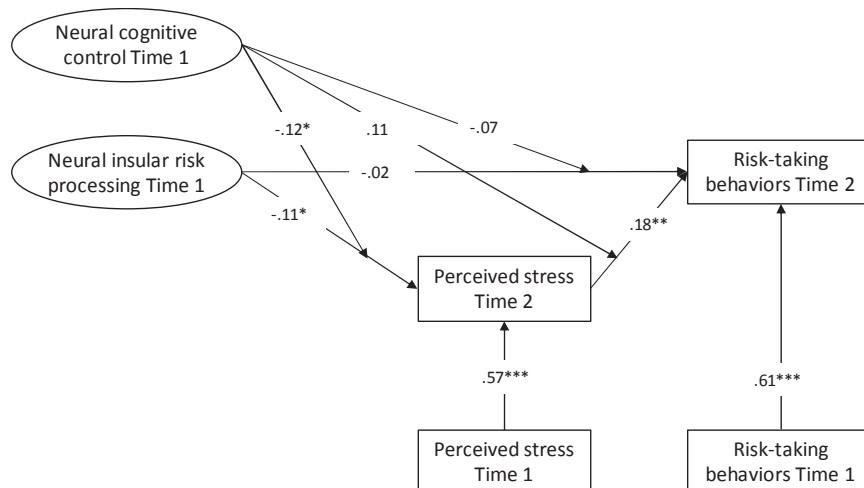 Neural cognitive
control Time 1
-.12*
.11
-.07
Neural insular risk
processing Time 1
-.02
Risk-taking
behaviors Time 2
-.11*
.18**
Perceived stress
Time 2
.57***
.61***
Perceived stress
Time 1
Risk-taking
behaviors Time 1